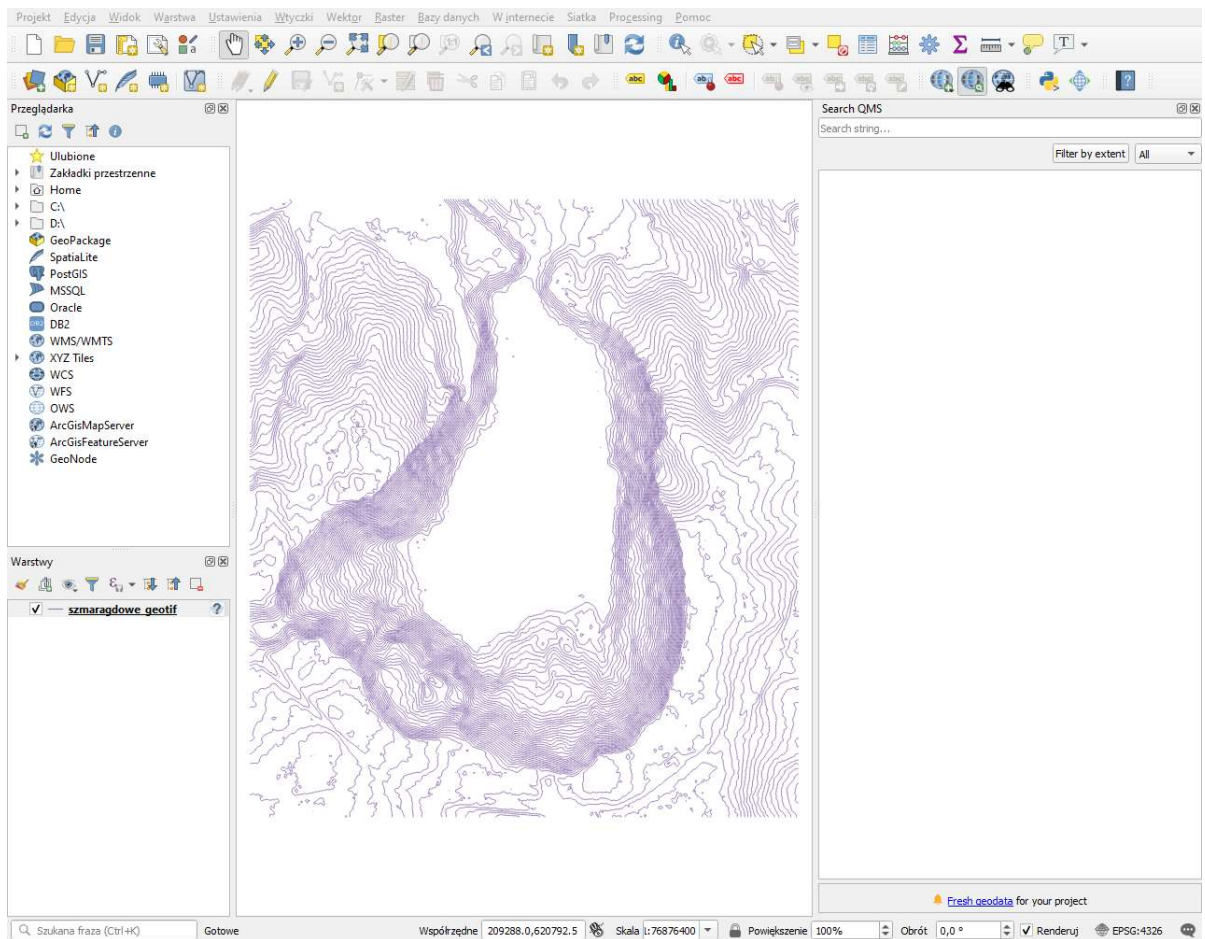 Projekt Edycja Widok Warstwa Ustawienia Wtyczki Wektor Raster Bazy danych W internecie Siatka Processing Pomoc
abc abc abc
Przeglądarka
Ulubione
Zakładki przestrzenne
Home
C:\
D:\
GeoPackage
SpatiaLite
PostGIS
MSSQL
Oracle
DB2
WMS/WMTS
XYZ Tiles
WCS
WFS
OWS
ArcGisMapServer
ArcGisFeatureServer
GeoNode
Warstwy
szmaragdowe_geotif
Search QMS
Search string...
Filter by extent All
Fresh geodata for your project
Szukana fraza (Ctrl+K) Gotowe Współrzędne 209288.0,620792.5 Skala 1:76876400 Powiększenie 100% Obrót 0,0 ° Renderuj EPSG:4326